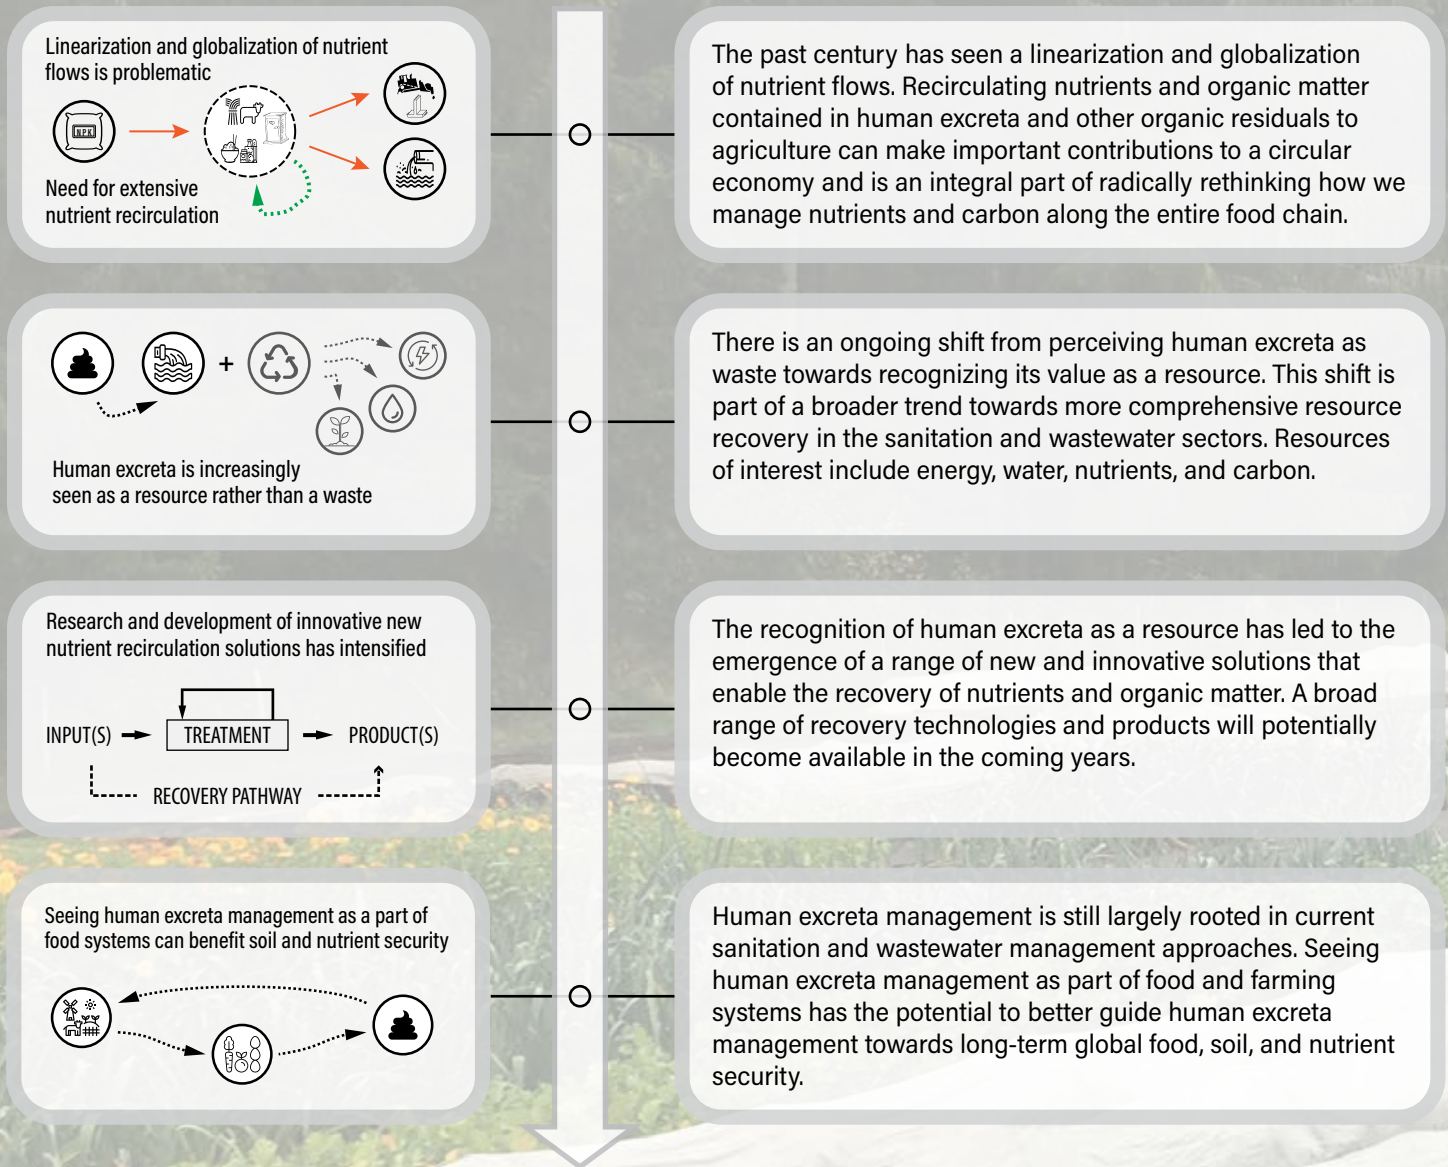 Linearization and globalization of nutrient
flows is problematic
NPK
Need for extensive
nutrient recirculation
The past century has seen a linearization and globalization
of nutrient flows. Recirculating nutrients and organic matter
contained in human excreta and other organic residuals to
agriculture can make important contributions to a circular
economy and is an integral part of radically rethinking how we
manage nutrients and carbon along the entire food chain.
+
Human excreta is increasingly
seen as a resource rather than a waste
There is an ongoing shift from perceiving human excreta as
waste towards recognizing its value as a resource. This shift is
part of a broader trend towards more comprehensive resource
recovery in the sanitation and wastewater sectors. Resources
of interest include energy, water, nutrients, and carbon.
Research and development of innovative new
nutrient recirculation solutions has intensified
INPUT(S) TREATMENT PRODUCT(S)
RECOVERY PATHWAY
The recognition of human excreta as a resource has led to the
emergence of a range of new and innovative solutions that
enable the recovery of nutrients and organic matter. A broad
range of recovery technologies and products will potentially
become available in the coming years.
Seeing human excreta management as a part of
food systems can benefit soil and nutrient security
Human excreta management is still largely rooted in current
sanitation and wastewater management approaches. Seeing
human excreta management as part of food and farming
systems has the potential to better guide human excreta
management towards long-term global food, soil, and nutrient
security.